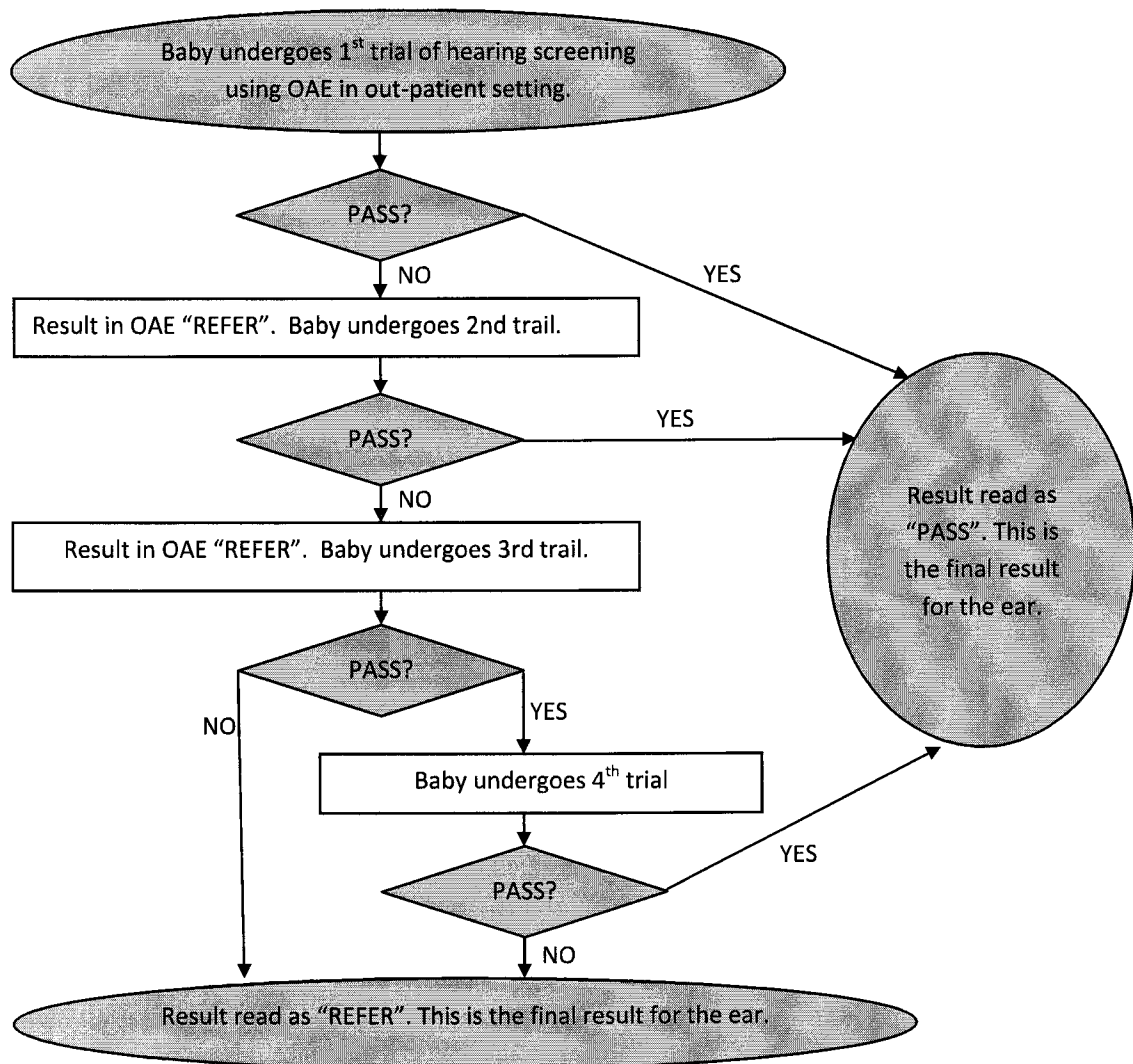 Baby undergoes 1st trial of hearing screening
using OAE in out-patient setting.
PASS?
NO
YES
Result in OAE “REFER”.  Baby undergoes 2nd trail.
PASS?
YES
NO
Result in OAE “REFER”.  Baby undergoes 3rd trail.
Result read as
“PASS”. This is
the final result
for the ear.
PASS?
NO
YES
Baby undergoes 4th trial
PASS?
YES
NO
Result read as “REFER”. This is the final result for the ear.